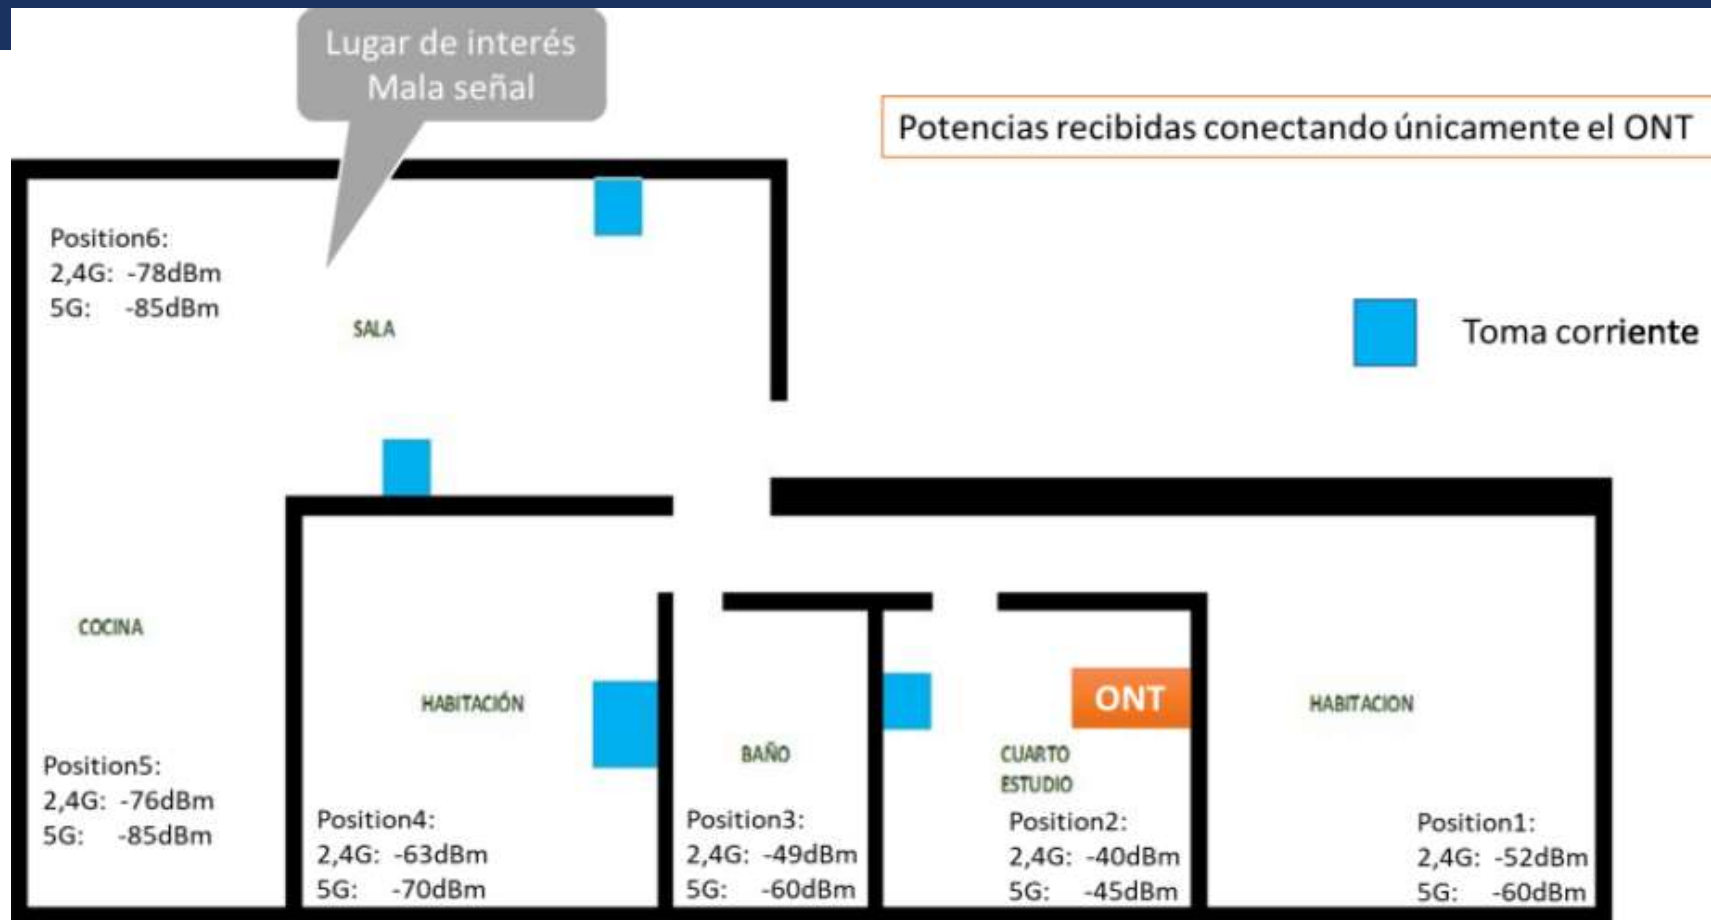 Lugar de interés
Mala señal
Potencias recibidas conectando únicamente el ONT
Position6:
2,4G: -78dBm
5G: -85dBm
SALA
Toma corriente
COCINA
HABITACIÓN
ONT
HABITACION
BAÑO
CUARTO
ESTUDIO
Position5:
2,4G: -76dBm
5G: -85dBm
Position4:
2,4G: -63dBm
5G: -70dBm
Position3:
2,4G: -49dBm
5G: -60dBm
Position2:
2,4G: -40dBm
5G: -45dBm
Position1:
2,4G: -52dBm
5G: -60dBm